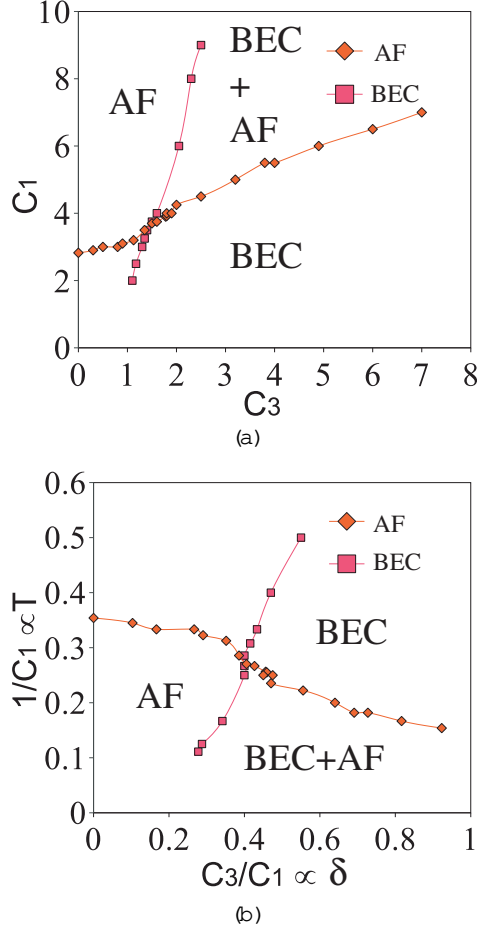 10
8
6
4
2
0
C1
AF
BEC
+
AF
BEC
AF
BEC
0 1 2 3 4 5 6 7 8
C3
(a)
0.6
0.5
0.4
0.3
0.2
0.1
0
1/C1 ∝T
AF
BEC
BEC
AF
BEC+AF
0 0.2 0.4 0.6 0.8 1
C3/C1 ∝ δ
(b)